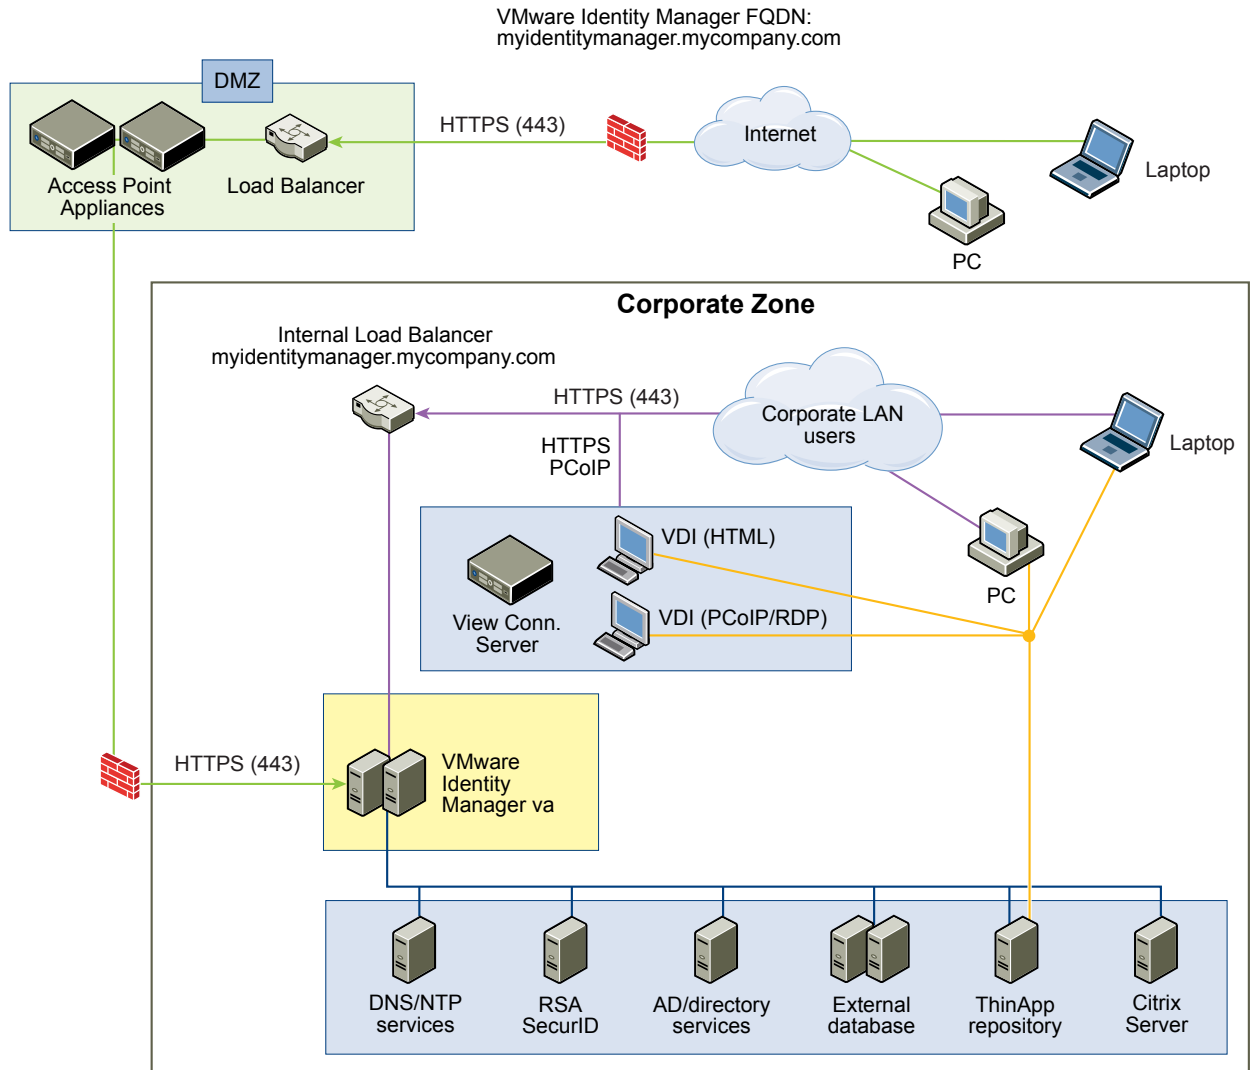 VMware Identity Manager FQDN:
myidentitymanager.mycompany.com
DMZ
HTTPS (443)
Internet
Laptop
Access Point
Appliances
Load Balancer
PC
Corporate Zone
Internal Load Balancer
myidentitymanager.mycompany.com
HTTPS (443)
Corporate LAN
users
HTTPS
PCoIP
Laptop
VDI (HTML)
PC
View Conn.
Server
VDI (PCoIP/RDP)
HTTPS (443)
VMware
Identity
Manager va
DNS/NTP
services
RSA
SecurID
AD/directory
services
External
database
ThinApp
repository
Citrix
Server